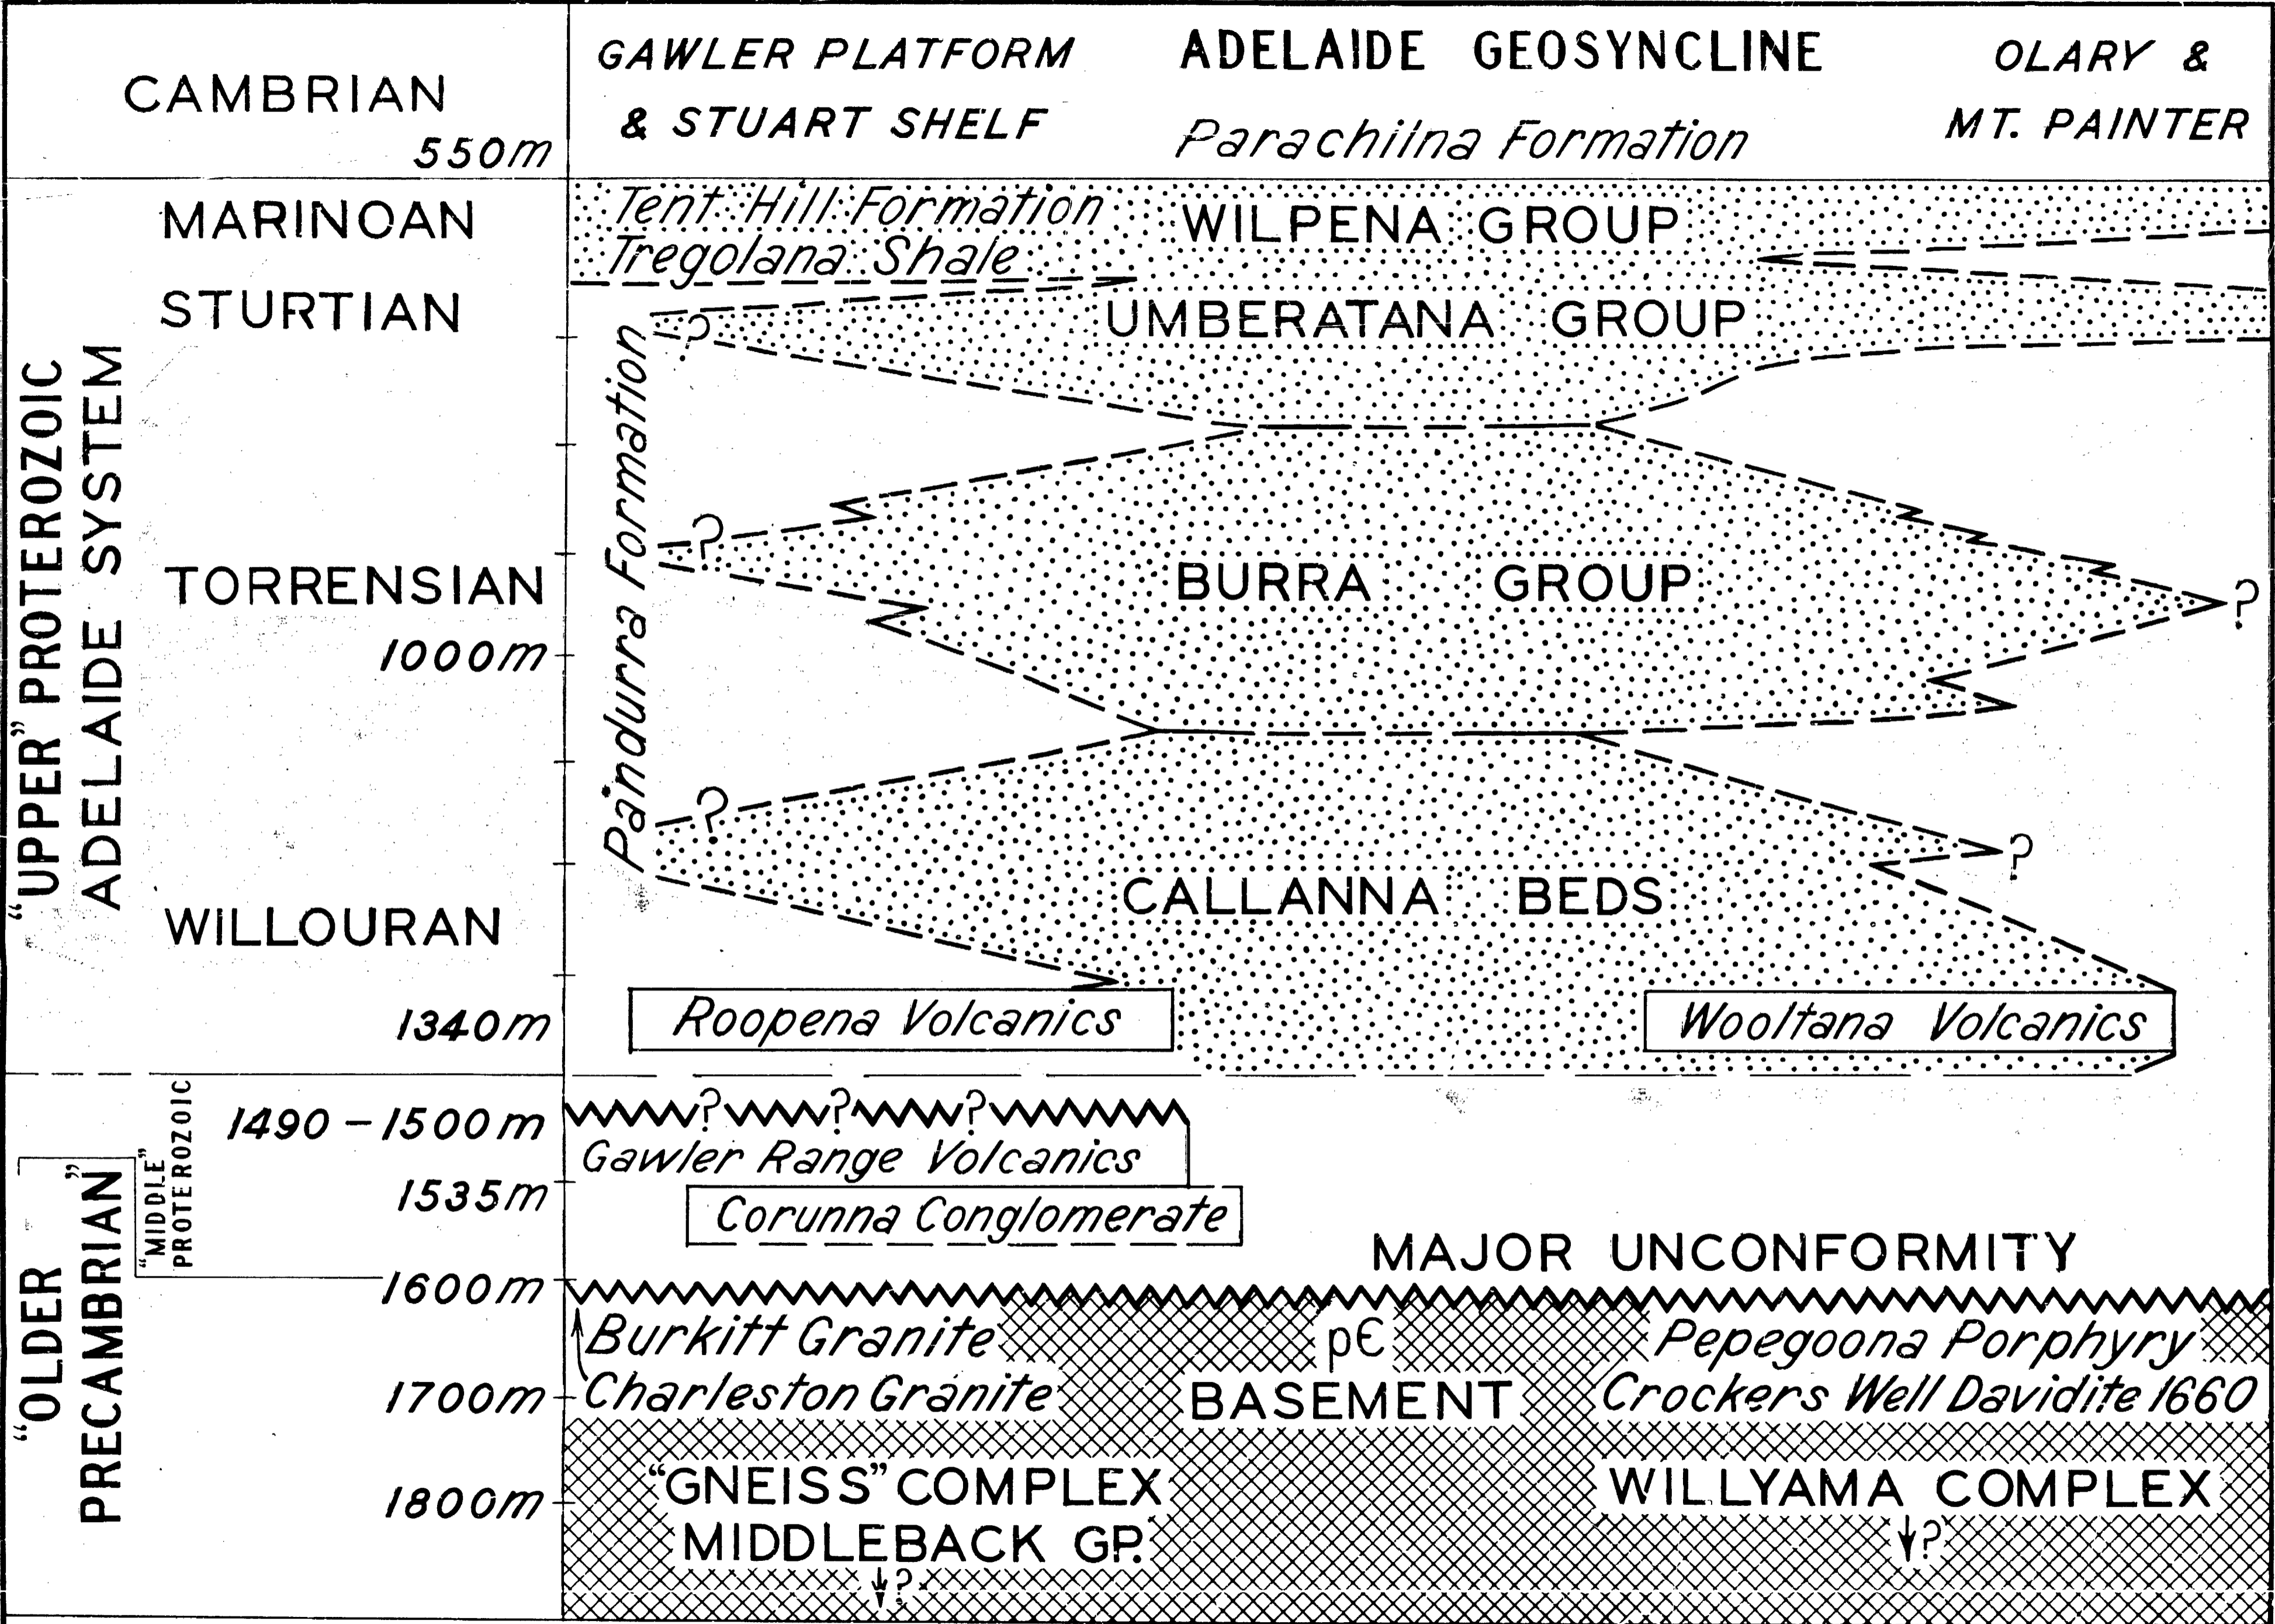 CAMBRIAN
550m
GAWLER PLATFORM
& STUART SHELF
ADELAIDE GEOSYNCLINE
Parachilna Formation
OLARY &
MT. PAINTER
"UPPER" PROTEROZOIC
ADELAIDE SYSTEM
MARINOAN
Tent Hill Formation
Tregolana Shale
WILPENA GROUP
STURTIAN
?
UMBERATANA GROUP
Pandurra Formation
?
TORRENSIAN
BURRA GROUP
?
1000m
?
?
CALLANNA BEDS
WILLOURAN
1340m
Roopena Volcanics
Wooltana Volcanics
"OLDER
PRECAMBRIAN"
"MIDDLE"
PROTEROZOIC
1490 - 1500 m
? ? ?
Gawler Range Volcanics
1535m
Corunna Conglomerate
MAJOR UNCONFORMITY
1600m
Burkitt Granite
pЄ
Pepegoona Porphyry
1700m
Charleston Granite
BASEMENT
Crockers Well Davidite 1660
1800m
"GNEISS" COMPLEX
MIDDLEBACK GP.
?
WILLYAMA COMPLEX
?